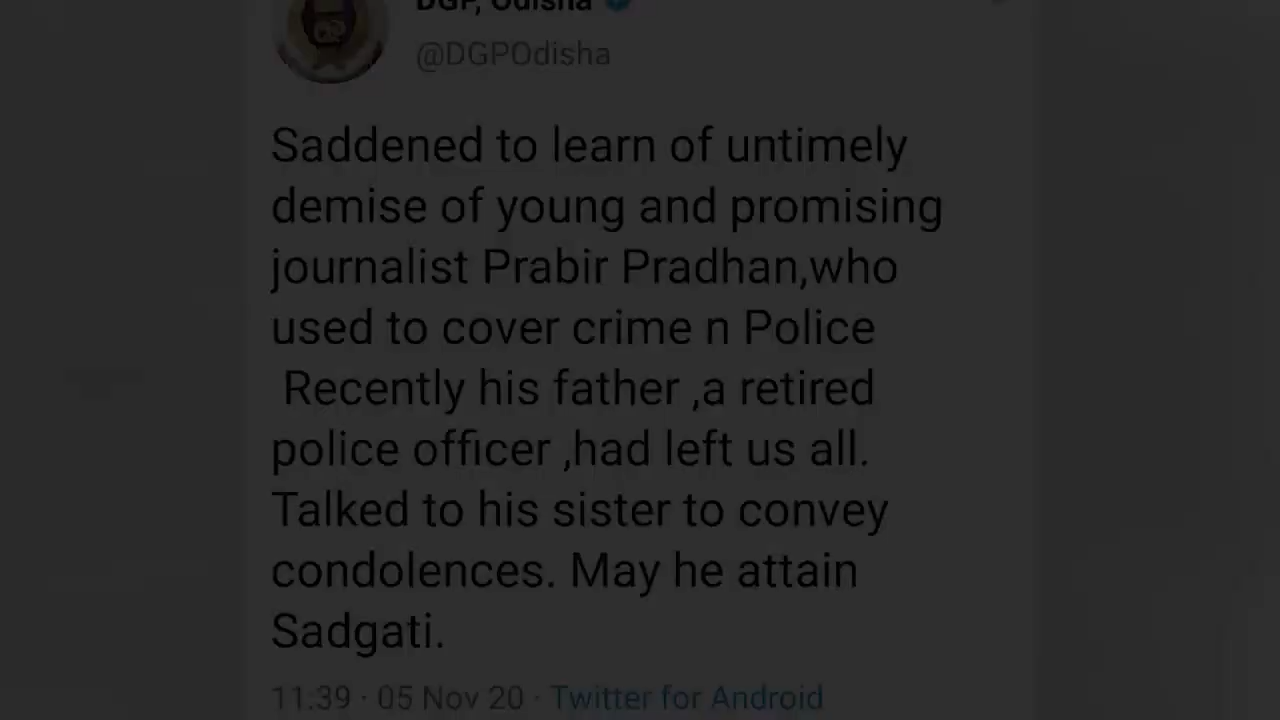 DGP, Odisha
@DGPOdisha
Saddened to learn of untimely
demise of young and promising
journalist Prabir Pradhan,who
used to cover crime n Police
Recently his father ,a retired
police officer ,had left us all.
Talked to his sister to convey
condolences. May he attain
Sadgati.
11:39 · 05 Nov 20 · Twitter for Android